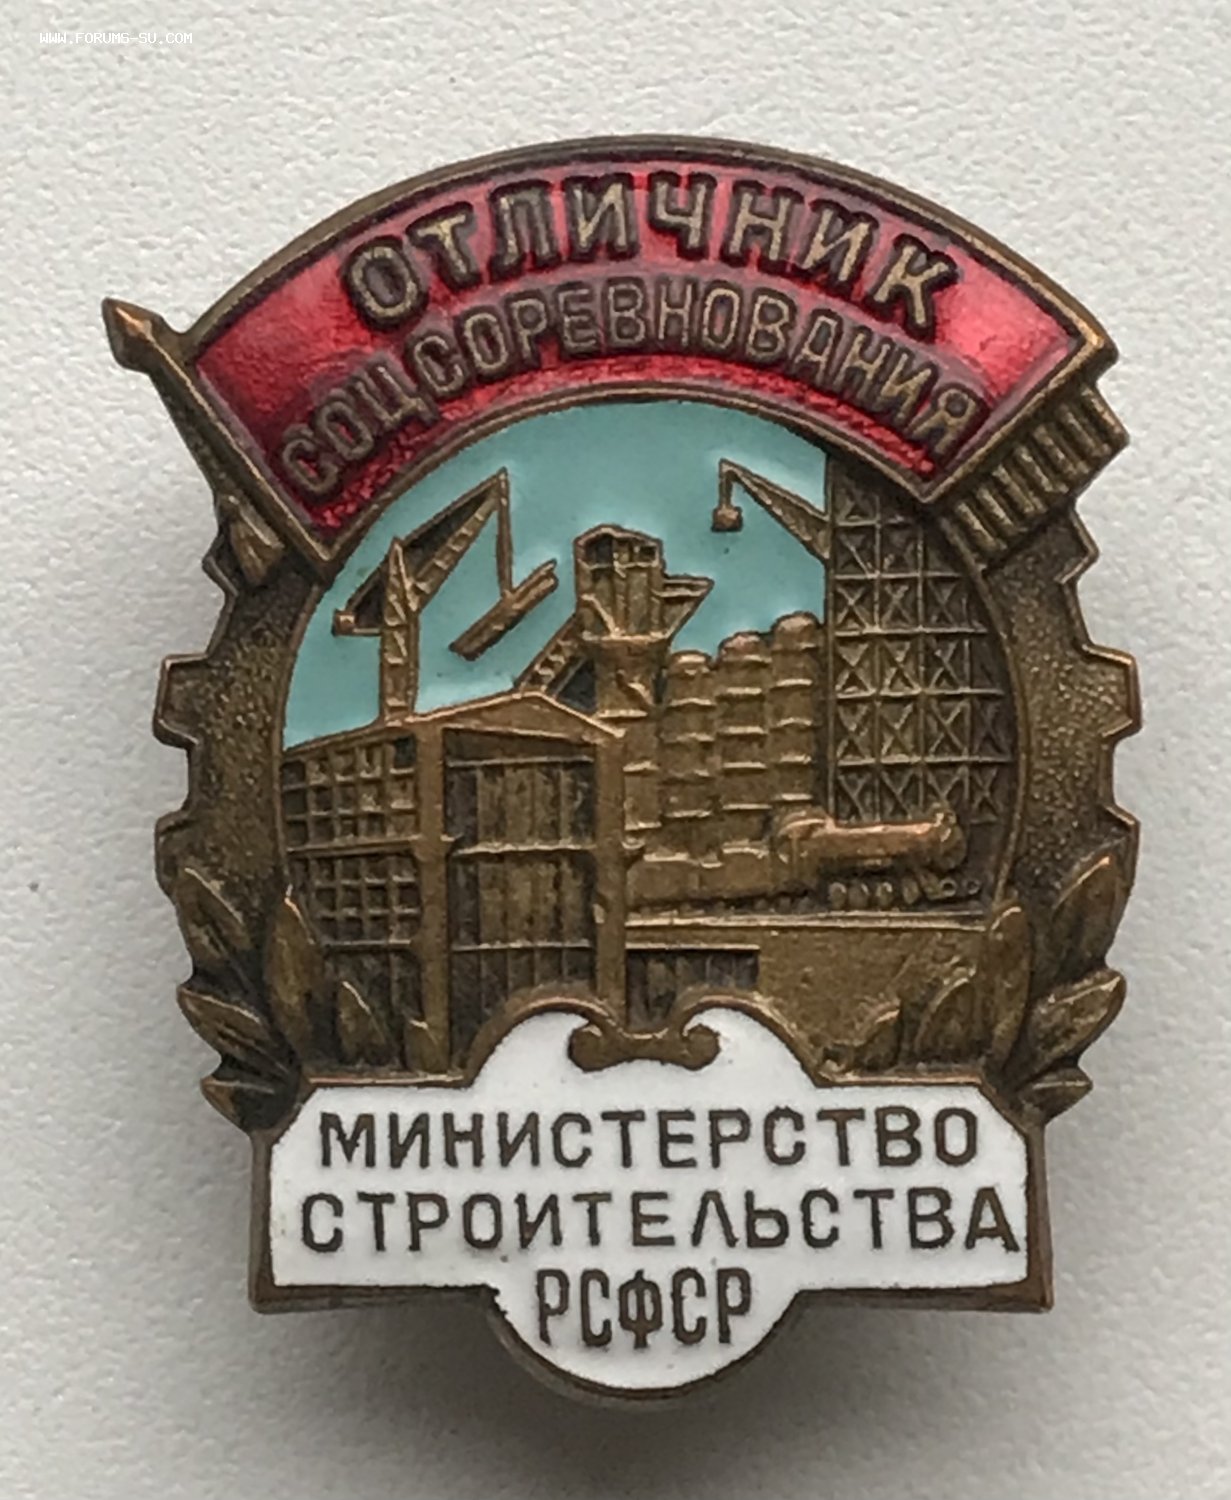 WWW.FORUMS-SU.COM
ОТЛИЧНИК
СОЦСОРЕВНОВАНИЯ
МИНИСТЕРСТВО
СТРОИТЕЛЬСТВА
РСФСР